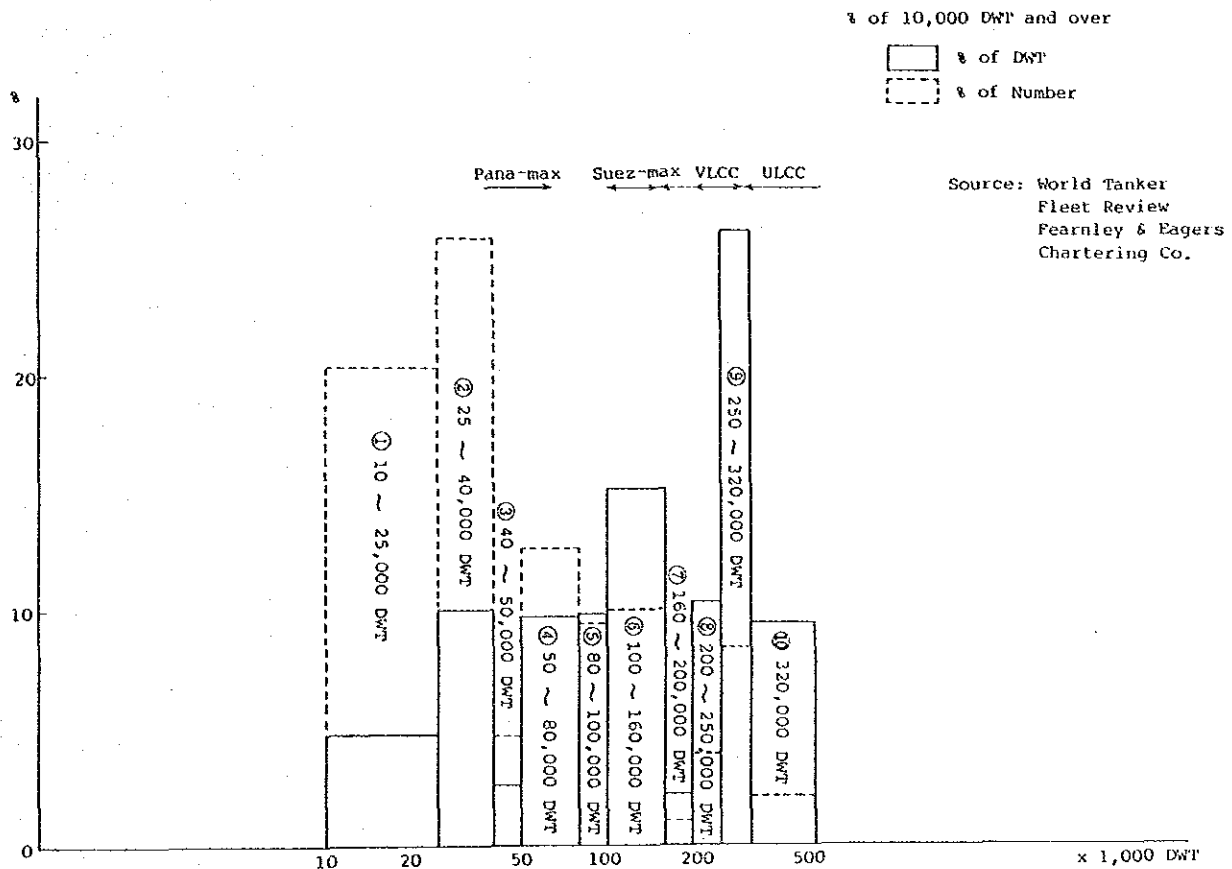 % of 10,000 DWT and over
% of DWT
% of Number
%
30
20
10
0
Pana-max
Suez-max
VLCC
ULCC
Source: World Tanker
Fleet Review
Fearnley & Eagers
Chartering Co.
① 10 ~ 25,000 DWT
② 25 ~ 40,000 DWT
③ 40 ~ 50,000 DWT
④ 50 ~ 80,000 DWT
⑤ 80 ~ 100,000 DWT
⑥ 100 ~ 160,000 DWT
⑦ 160 ~ 200,000 DWT
⑧ 200 ~ 250,000 DWT
⑨ 250 ~ 320,000 DWT
⑩ 320,000 DWT
10 20 50 100 200 500 x 1,000 DWT